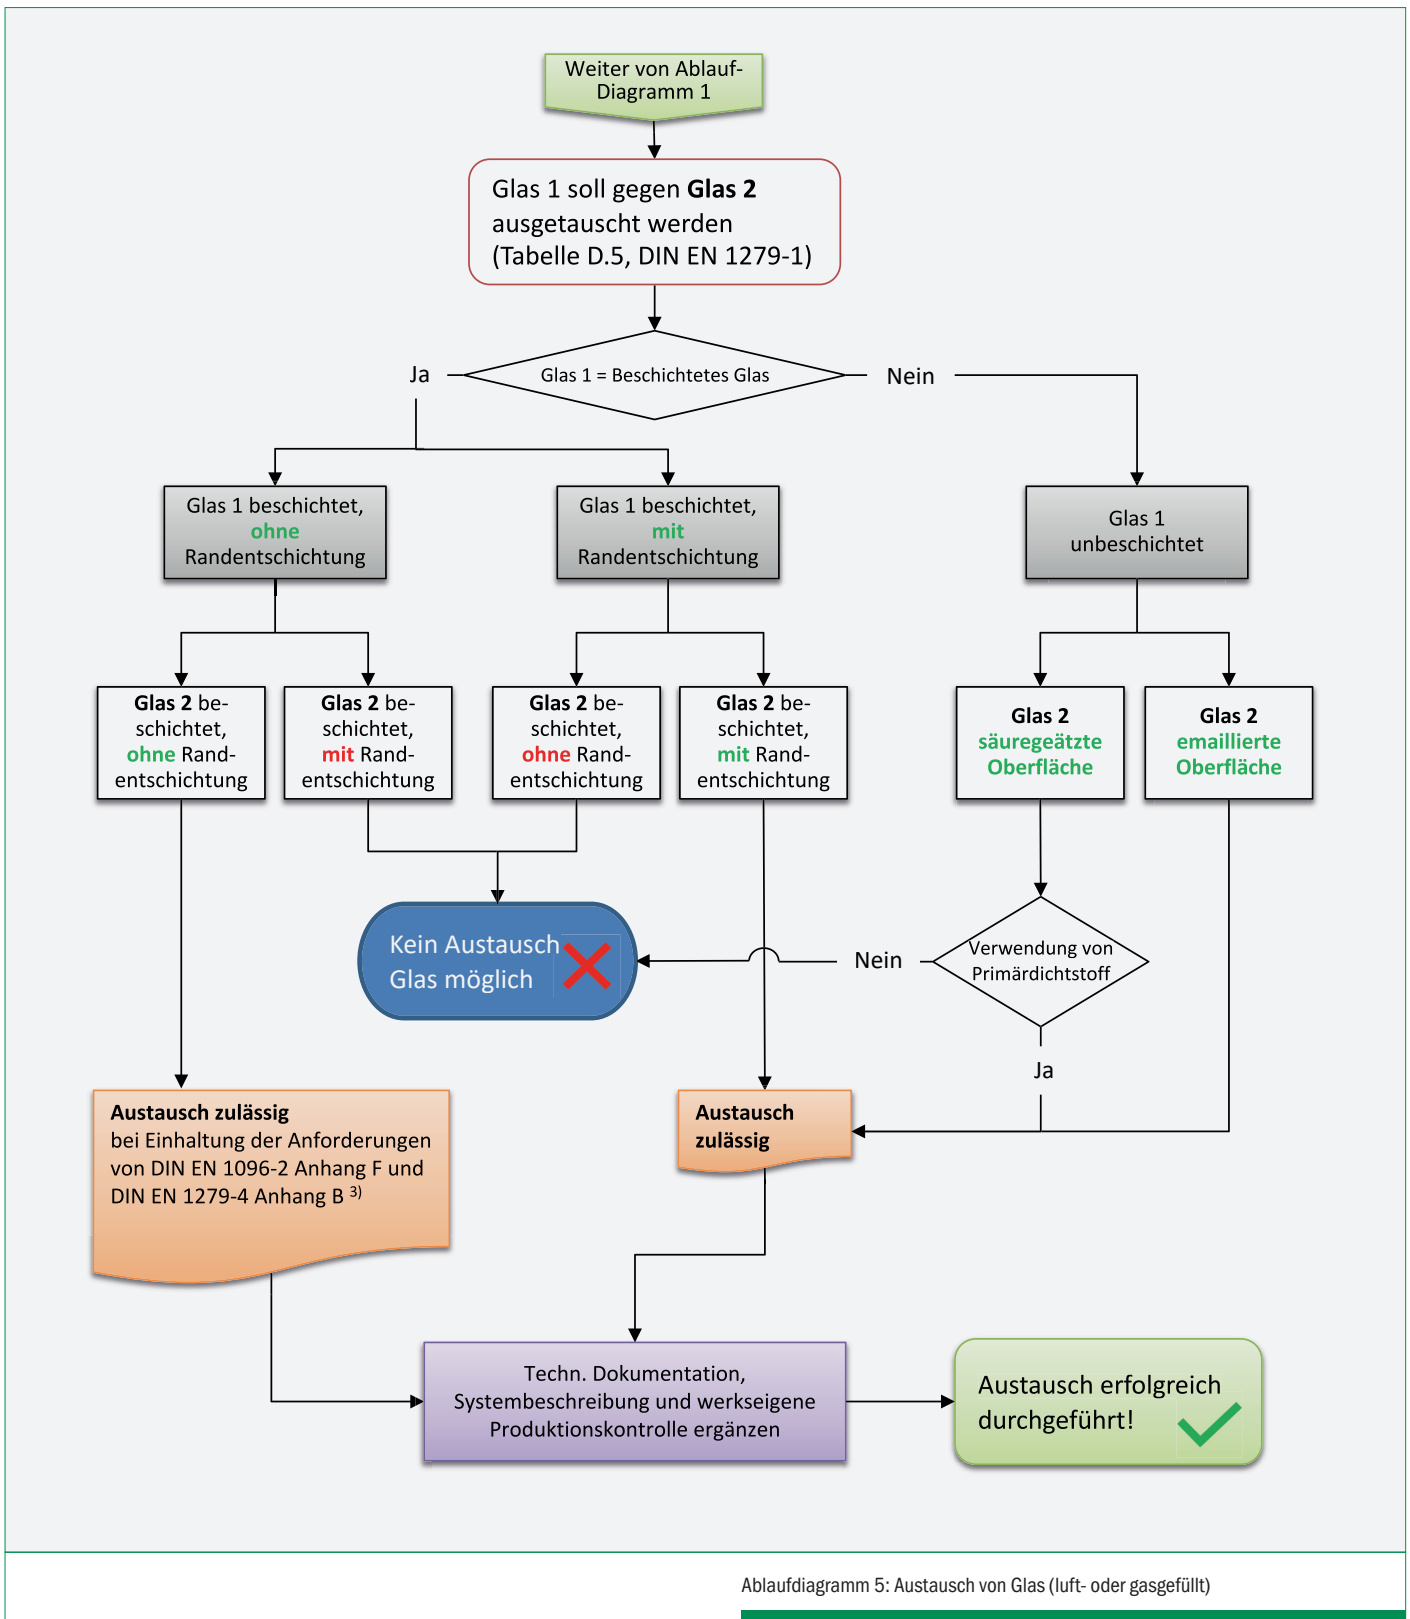 Weiter von Ablauf-
Diagramm 1
Glas 1 soll gegen Glas 2
ausgetauscht werden
(Tabelle D.5, DIN EN 1279-1)
Ja
Glas 1 = Beschichtetes Glas
Nein
Glas 1 beschichtet,
ohne
Randentschichtung
Glas 1 beschichtet,
mit
Randentschichtung
Glas 1
unbeschichtet
Glas 2 be-
schichtet,
ohne Rand-
entschichtung
Glas 2 be-
schichtet,
mit Rand-
entschichtung
Glas 2 be-
schichtet,
ohne Rand-
entschichtung
Glas 2 be-
schichtet,
mit Rand-
entschichtung
Glas 2
säuregeätzte
Oberfläche
Glas 2
emaillierte
Oberfläche
Kein Austausch
Glas möglich
Nein
Verwendung von
Primärdichtstoff
Ja
Austausch zulässig
bei Einhaltung der Anforderungen
von DIN EN 1096-2 Anhang F und
DIN EN 1279-4 Anhang B 3)
Austausch
zulässig
Techn. Dokumentation,
Systembeschreibung und werkseigene
Produktionskontrolle ergänzen
Austausch erfolgreich
durchgeführt!
Ablaufdiagramm 5: Austausch von Glas (luft- oder gasgefüllt)